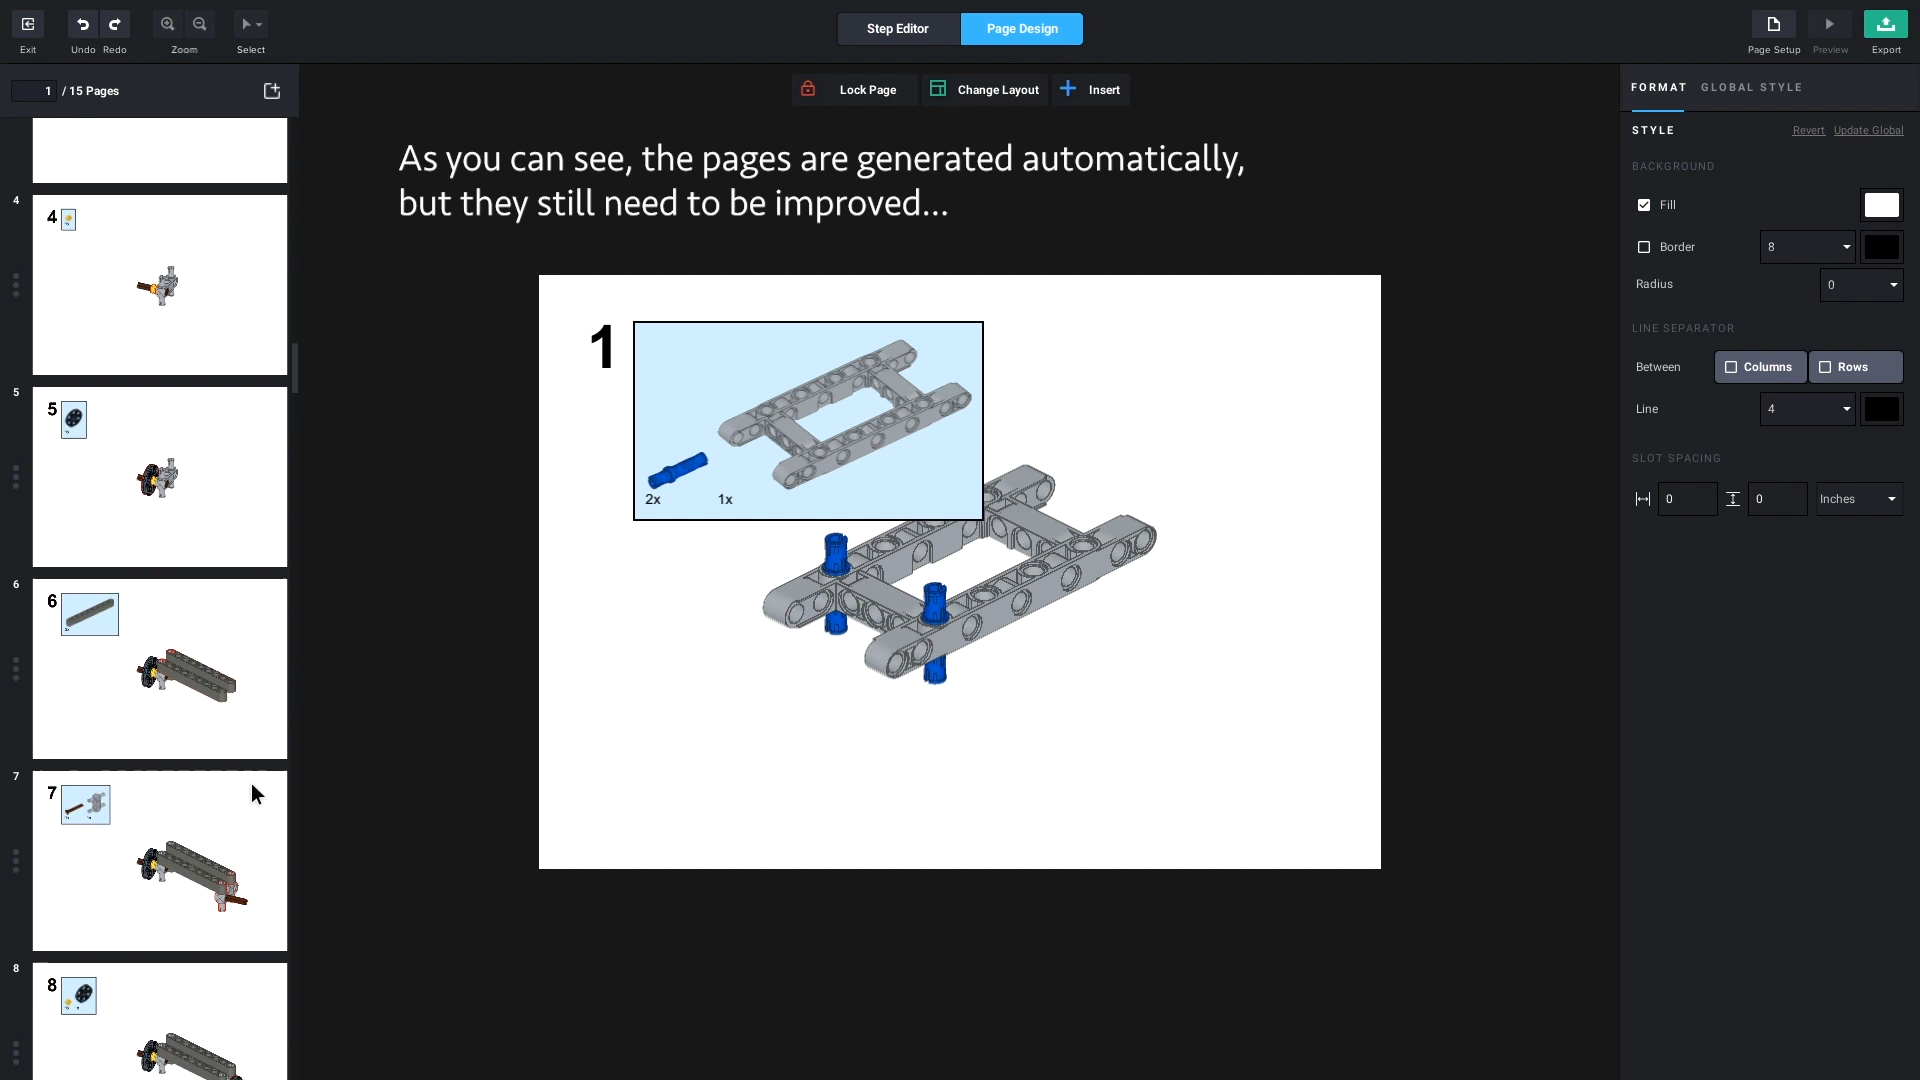 Exit
Undo
Redo
Zoom
Select
Step Editor
Page Design
Page Setup
Preview
Export
1 / 15 Pages
Lock Page
Change Layout
Insert
FORMAT
GLOBAL STYLE
STYLE
Revert
Update Global
BACKGROUND
Fill
Border
8
Radius
0
LINE SEPARATOR
Between
Columns
Rows
Line
4
SLOT SPACING
0
0
Inches
As you can see, the pages are generated automatically,
but they still need to be improved...
1
2x
1x
4
4
5
5
6
6
7
7
8
8